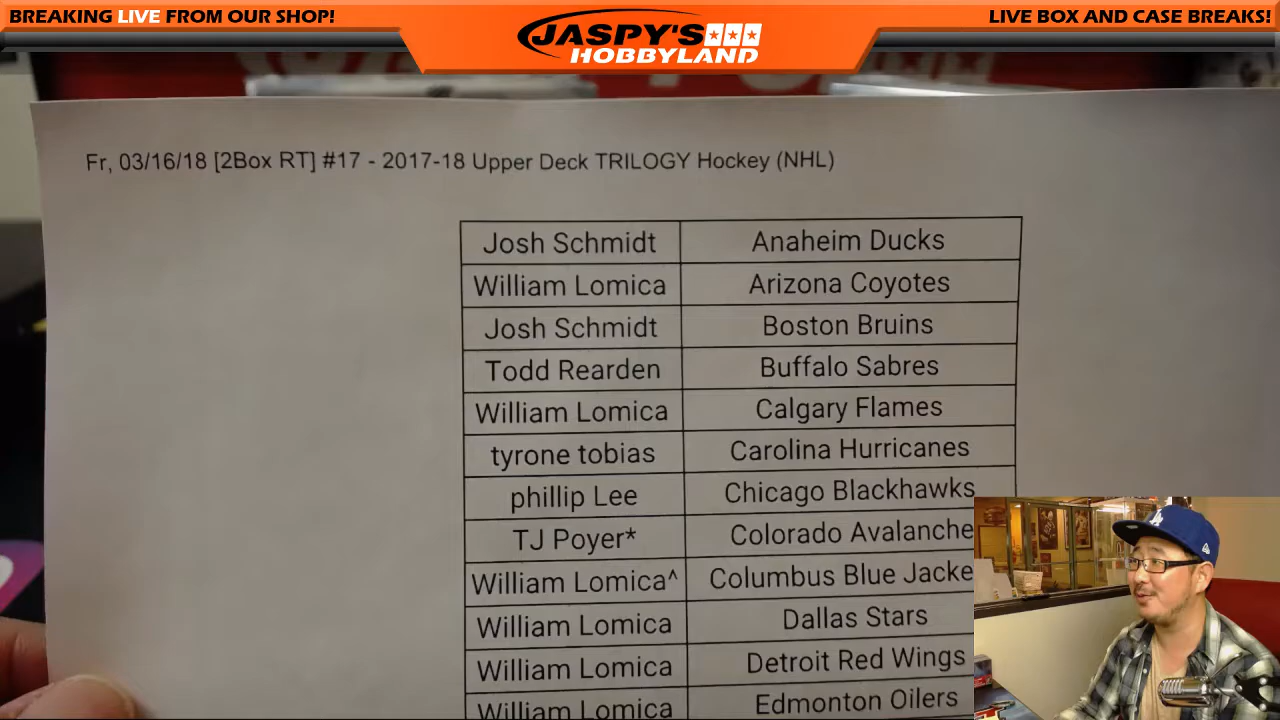 BREAKING LIVE FROM OUR SHOP!
JASPY'S
HOBBYLAND
LIVE BOX AND CASE BREAKS!
Fr, 03/16/18 [2Box RT] #17 - 2017-18 Upper Deck TRILOGY Hockey (NHL)
Josh Schmidt Anaheim Ducks
William Lomica Arizona Coyotes
Josh Schmidt Boston Bruins
Todd Rearden Buffalo Sabres
William Lomica Calgary Flames
tyrone tobias Carolina Hurricanes
phillip Lee Chicago Blackhawks
TJ Poyer* Colorado Avalanche
William Lomica^ Columbus Blue Jacke
William Lomica Dallas Stars
William Lomica Detroit Red Wings
William Lomica Edmonton Oilers